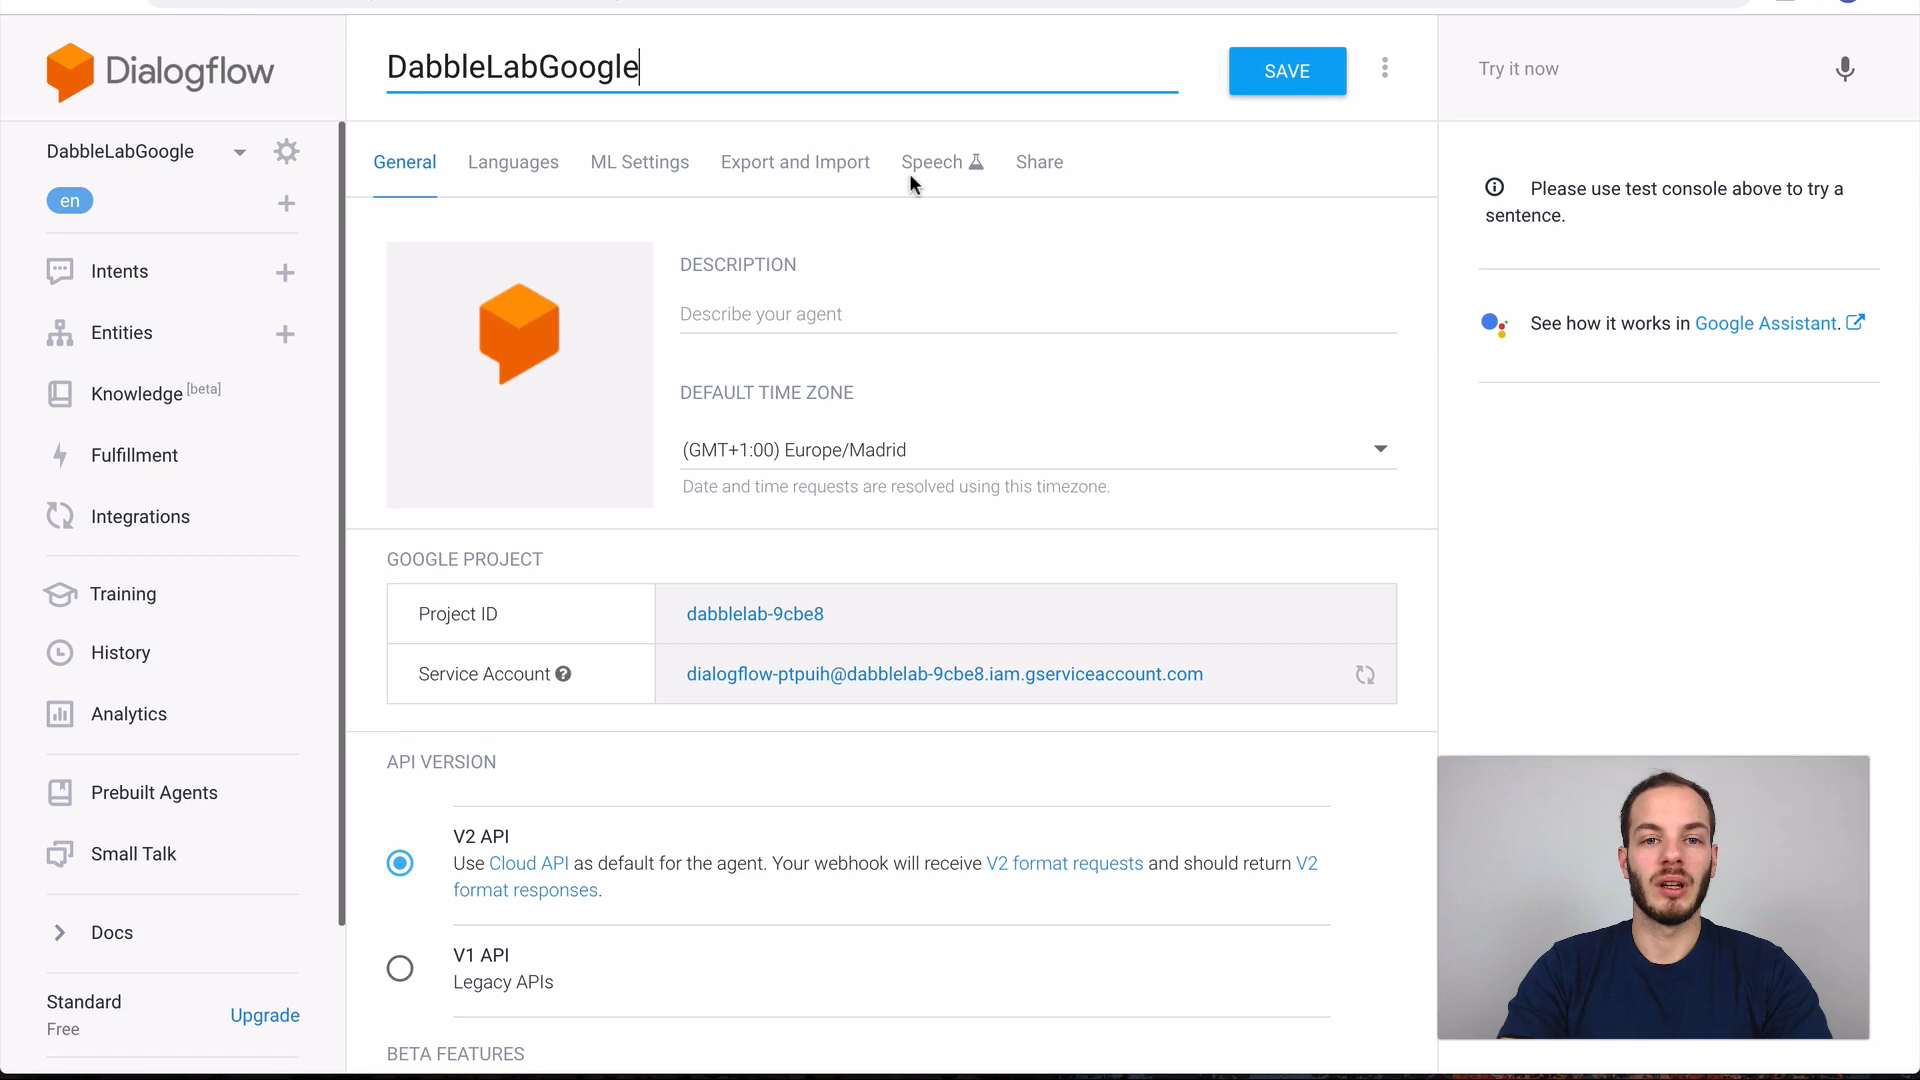 Dialogflow
DabbleLabGoogle
SAVE
Try it now
DabbleLabGoogle
en
General
Languages
ML Settings
Export and Import
Speech
Share
Please use test console above to try a
sentence.
See how it works in Google Assistant.
Intents
Entities
Knowledge [beta]
Fulfillment
Integrations
Training
History
Analytics
Prebuilt Agents
Small Talk
Docs
Standard
Free
Upgrade
DESCRIPTION
Describe your agent
DEFAULT TIME ZONE
(GMT+1:00) Europe/Madrid
Date and time requests are resolved using this timezone.
GOOGLE PROJECT
Project ID
dabblelab-9cbe8
Service Account
dialogflow-ptpuih@dabblelab-9cbe8.iam.gserviceaccount.com
API VERSION
V2 API
Use Cloud API as default for the agent. Your webhook will receive V2 format requests and should return V2
format responses.
V1 API
Legacy APIs
BETA FEATURES